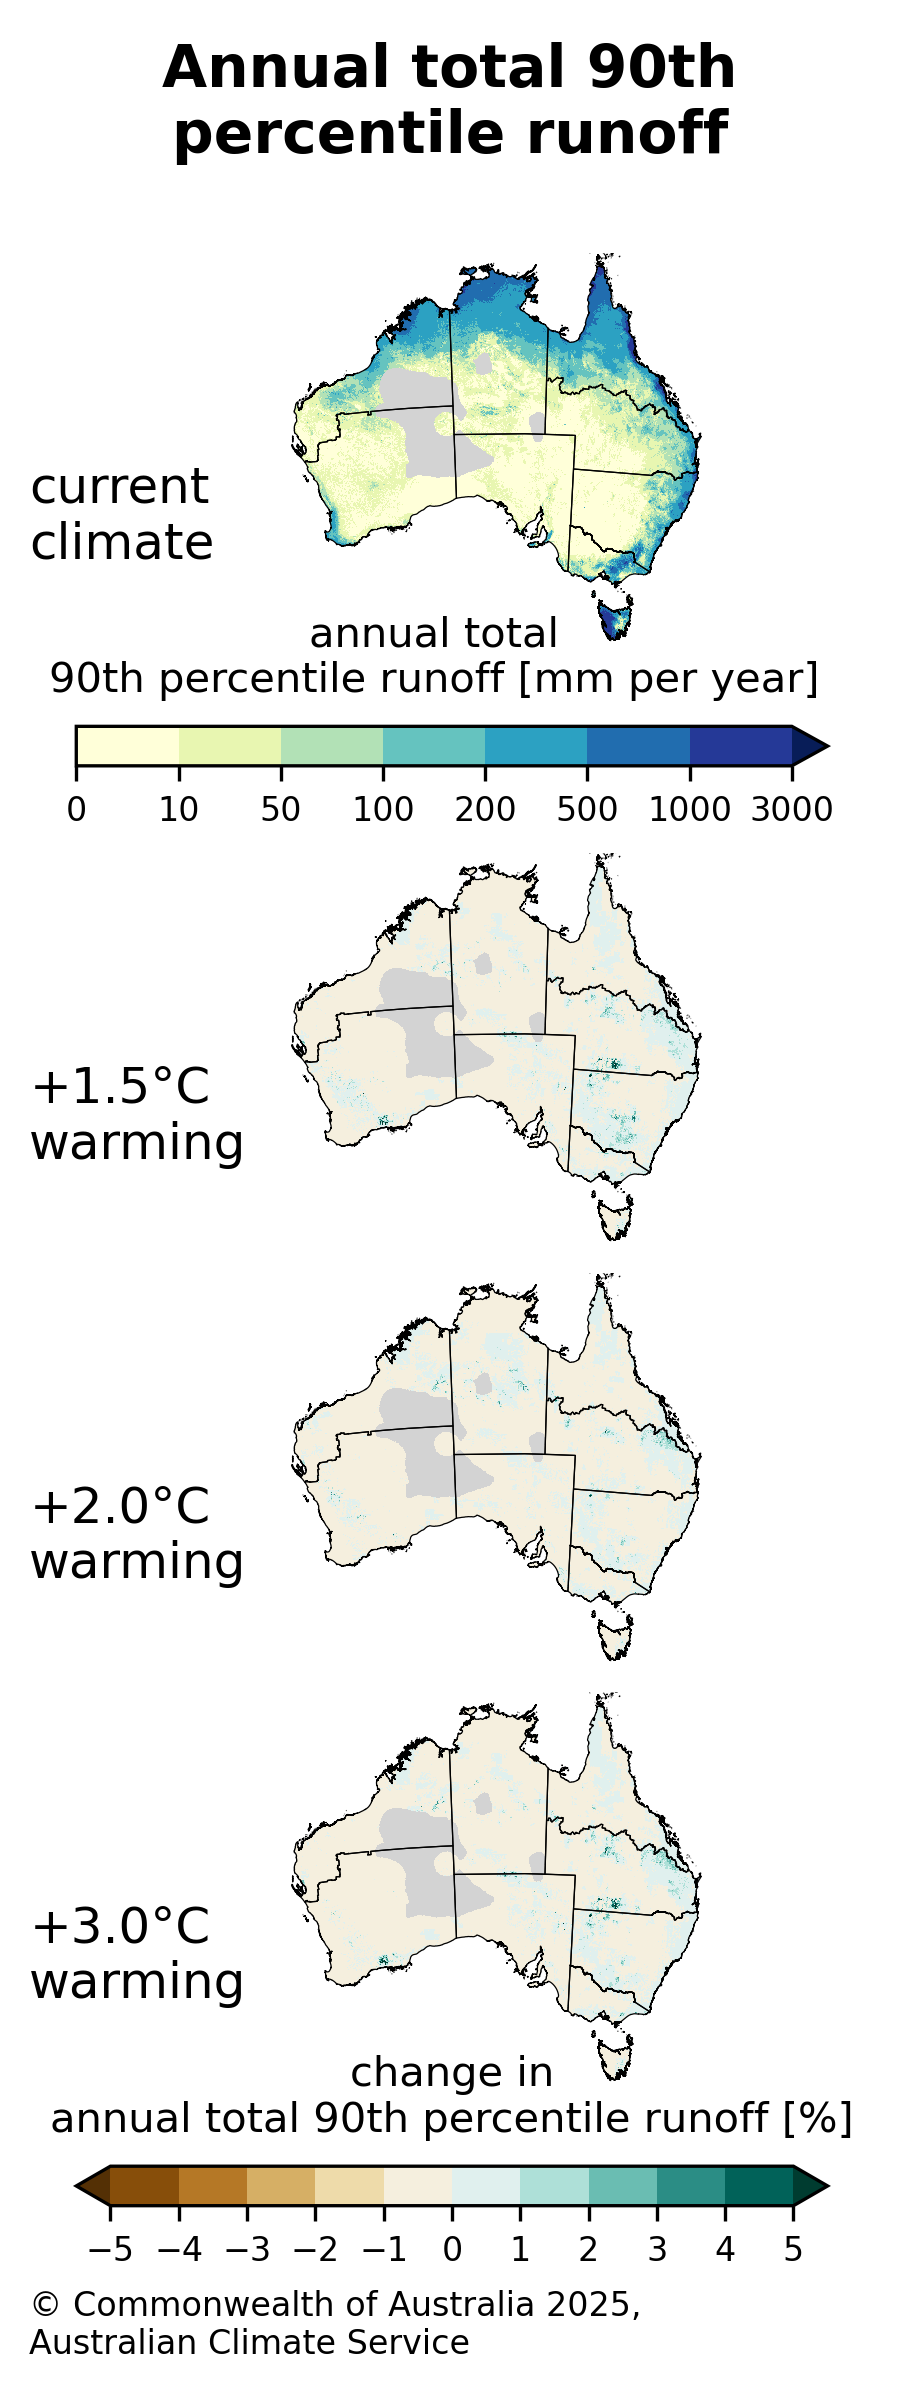 Annual total 90th
percentile runoff
current
climate
annual total
90th percentile runoff [mm per year]
0 10 50 100 200 500 1000 3000
+1.5°C
warming
+2.0°C
warming
+3.0°C
warming
change in
annual total 90th percentile runoff [%]
−5 −4 −3 −2 −1 0 1 2 3 4 5
© Commonwealth of Australia 2025,
Australian Climate Service